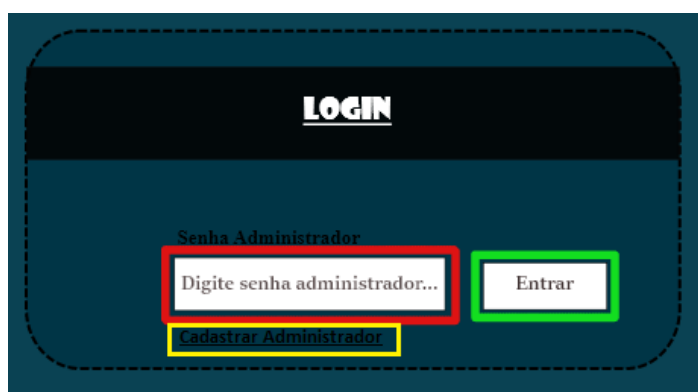 LOGIN
Senha Administrador
Digite senha administrador... Entrar
Cadastrar Administrador